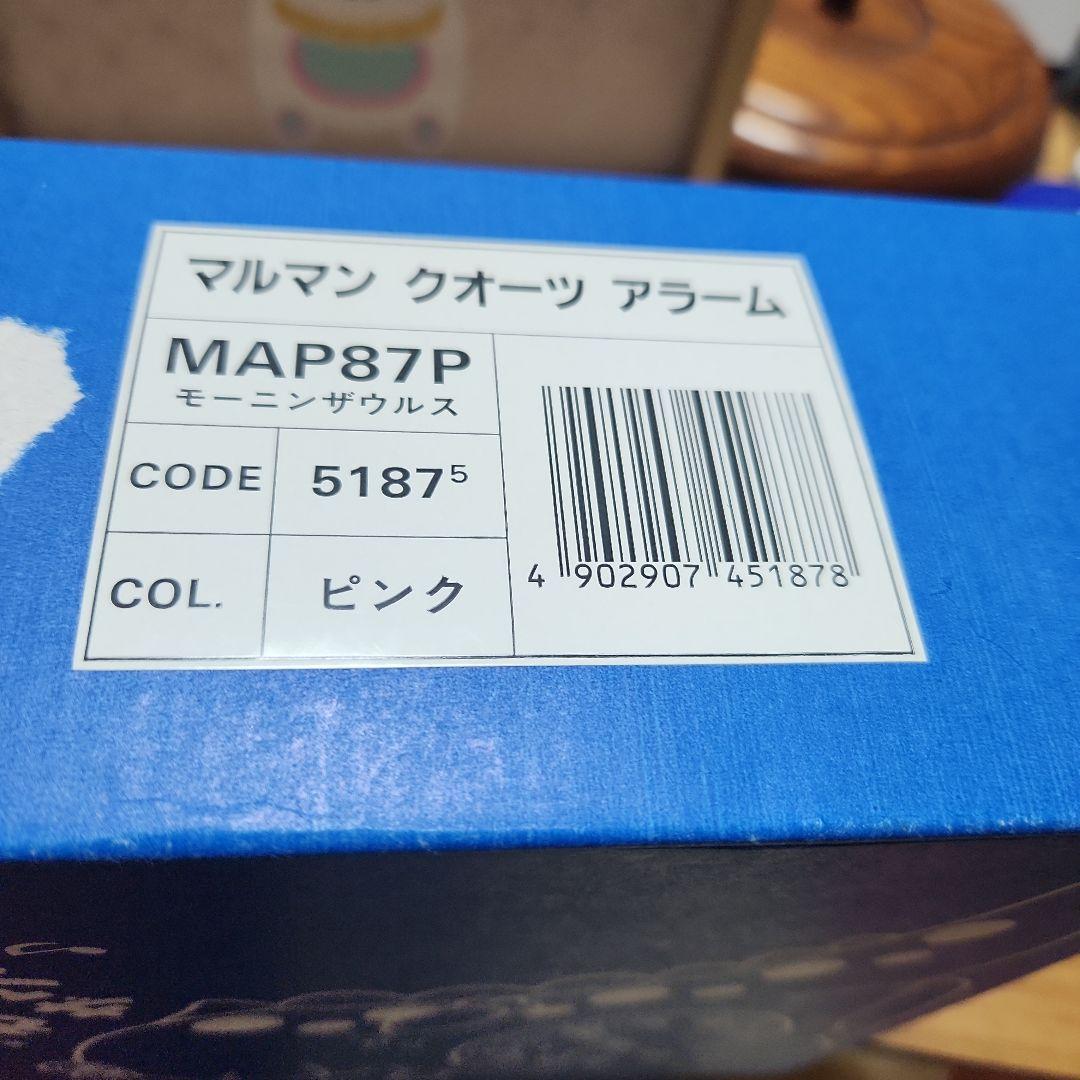 マルマン クオーツ アラーム
MAP87P
モーニンザウルス
CODE 5187⁵
COL. ピンク
4 902907 451878